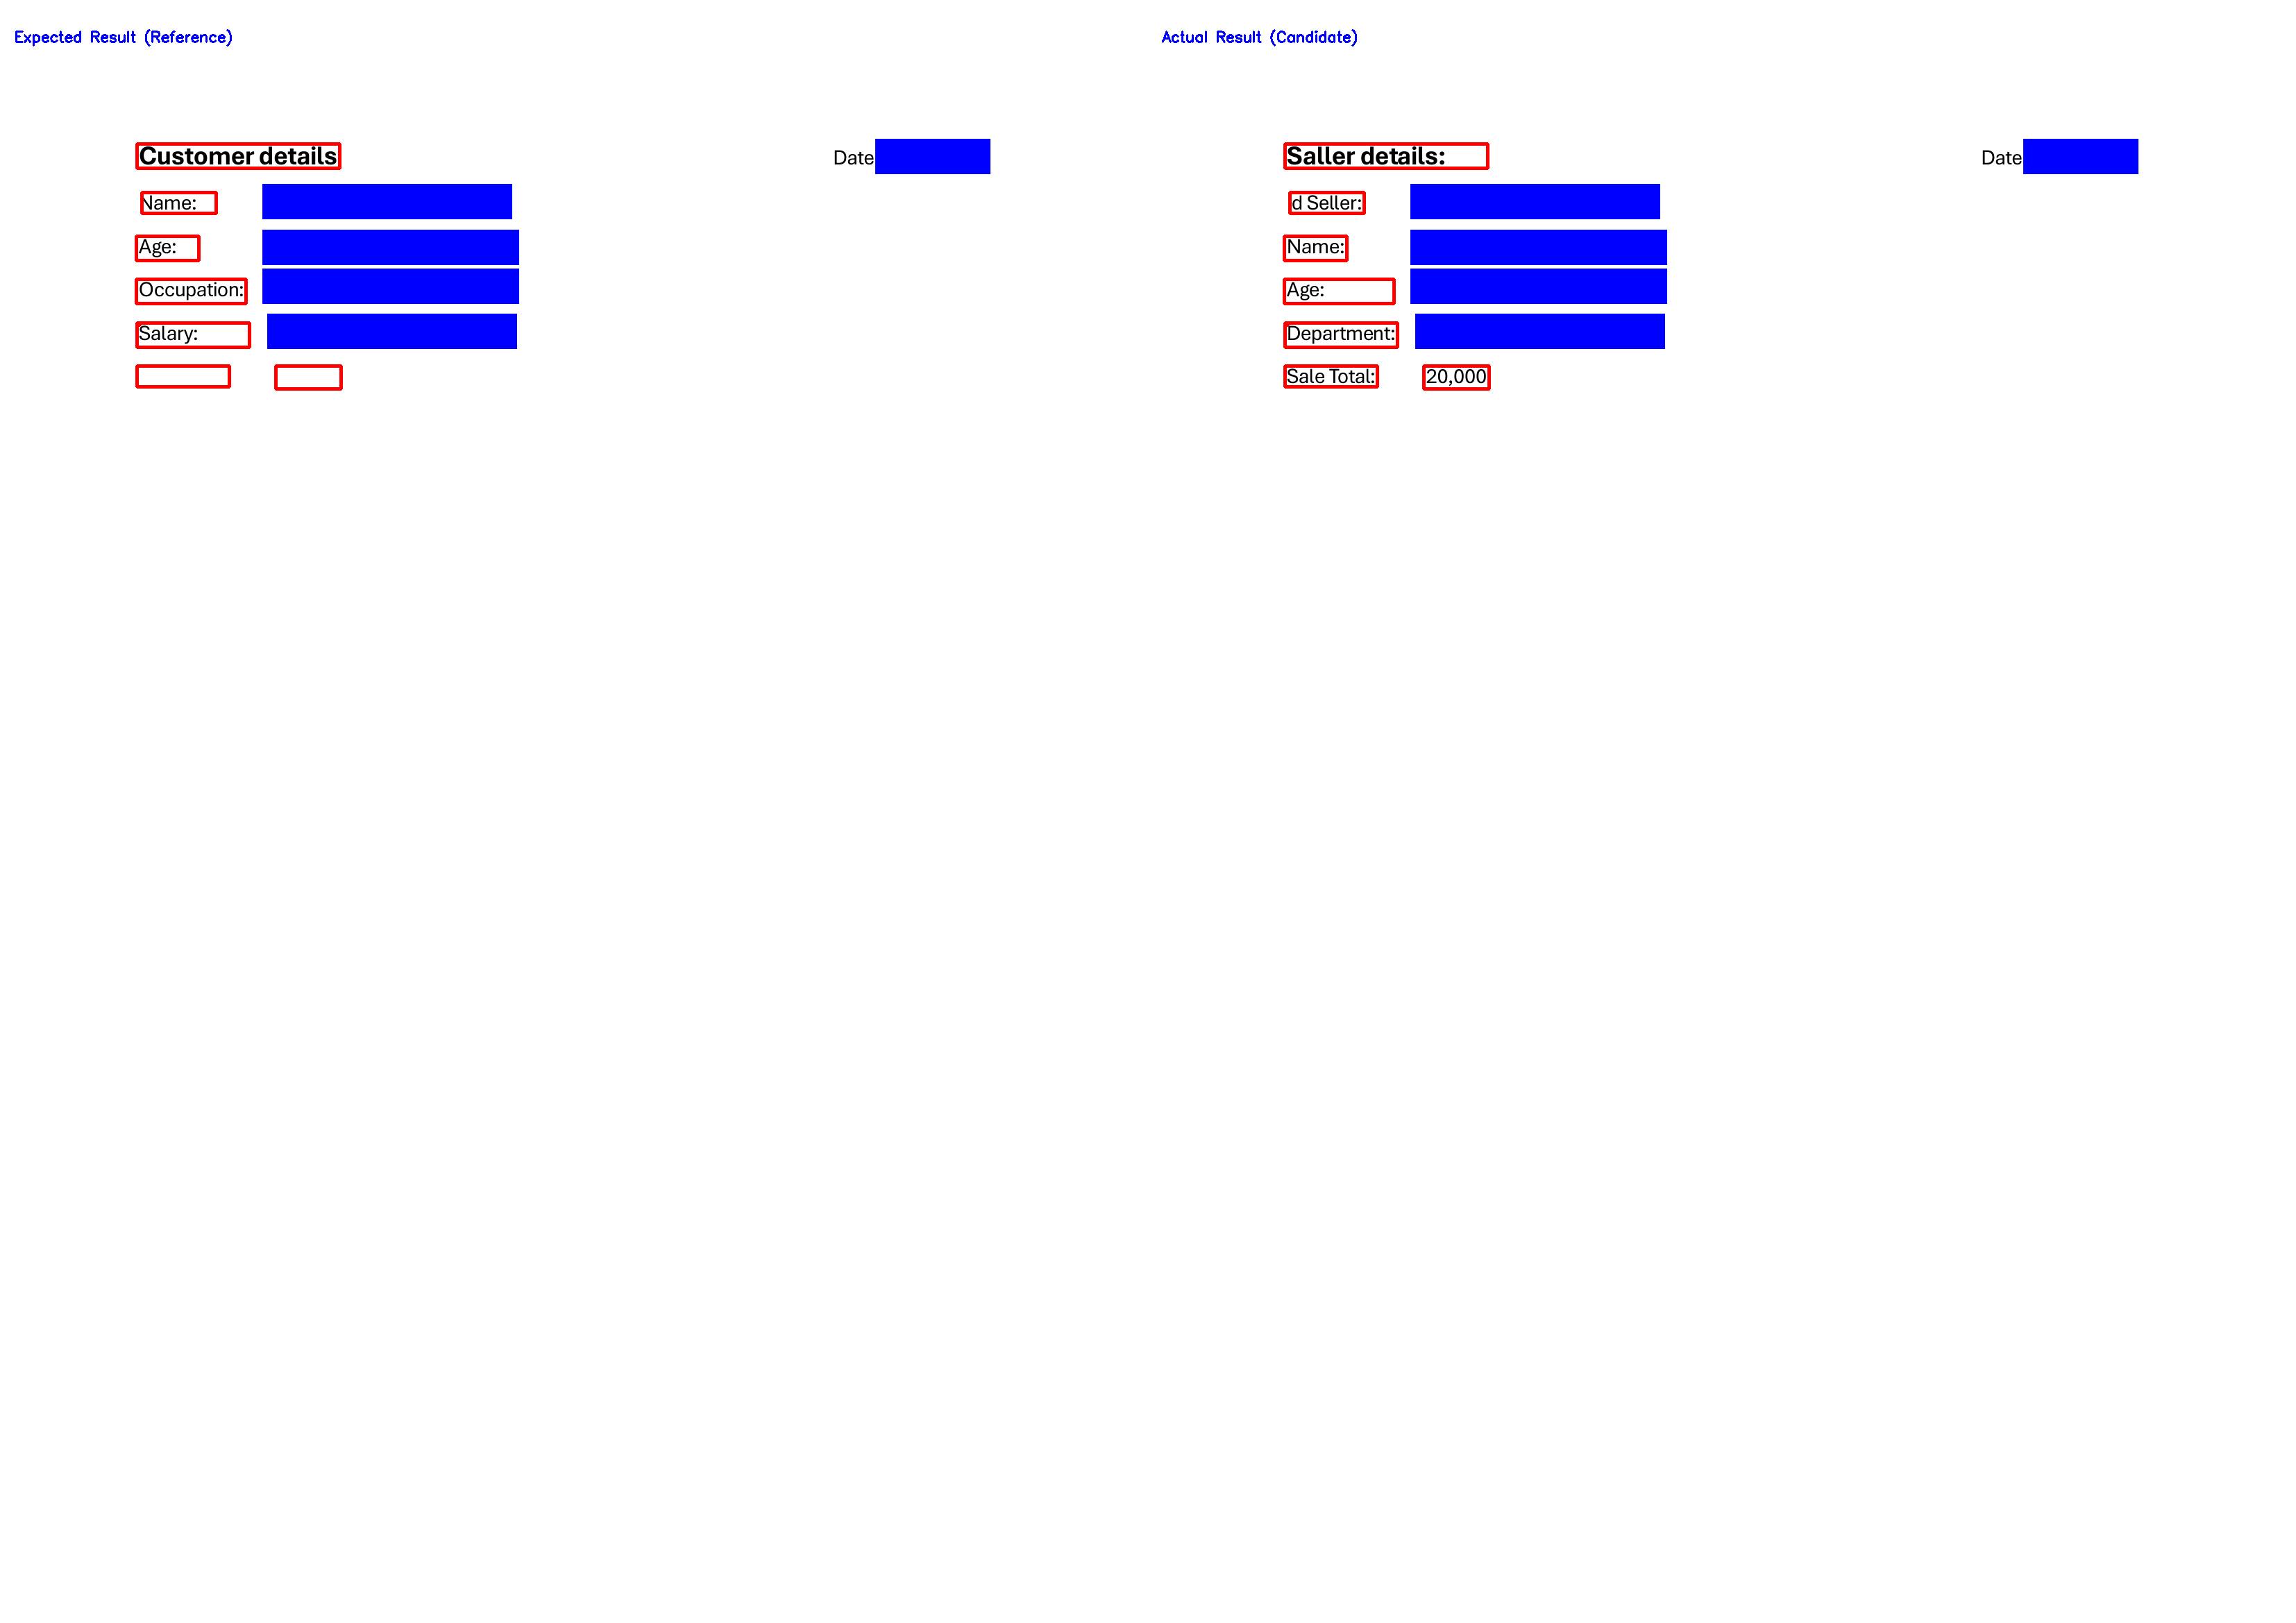 Expected Result (Reference)
Actual Result (Candidate)
Customer details
Date
Name:
Age:
Occupation:
Salary:
Saller details:
Date
d Seller:
Name:
Age:
Department:
Sale Total: 20,000